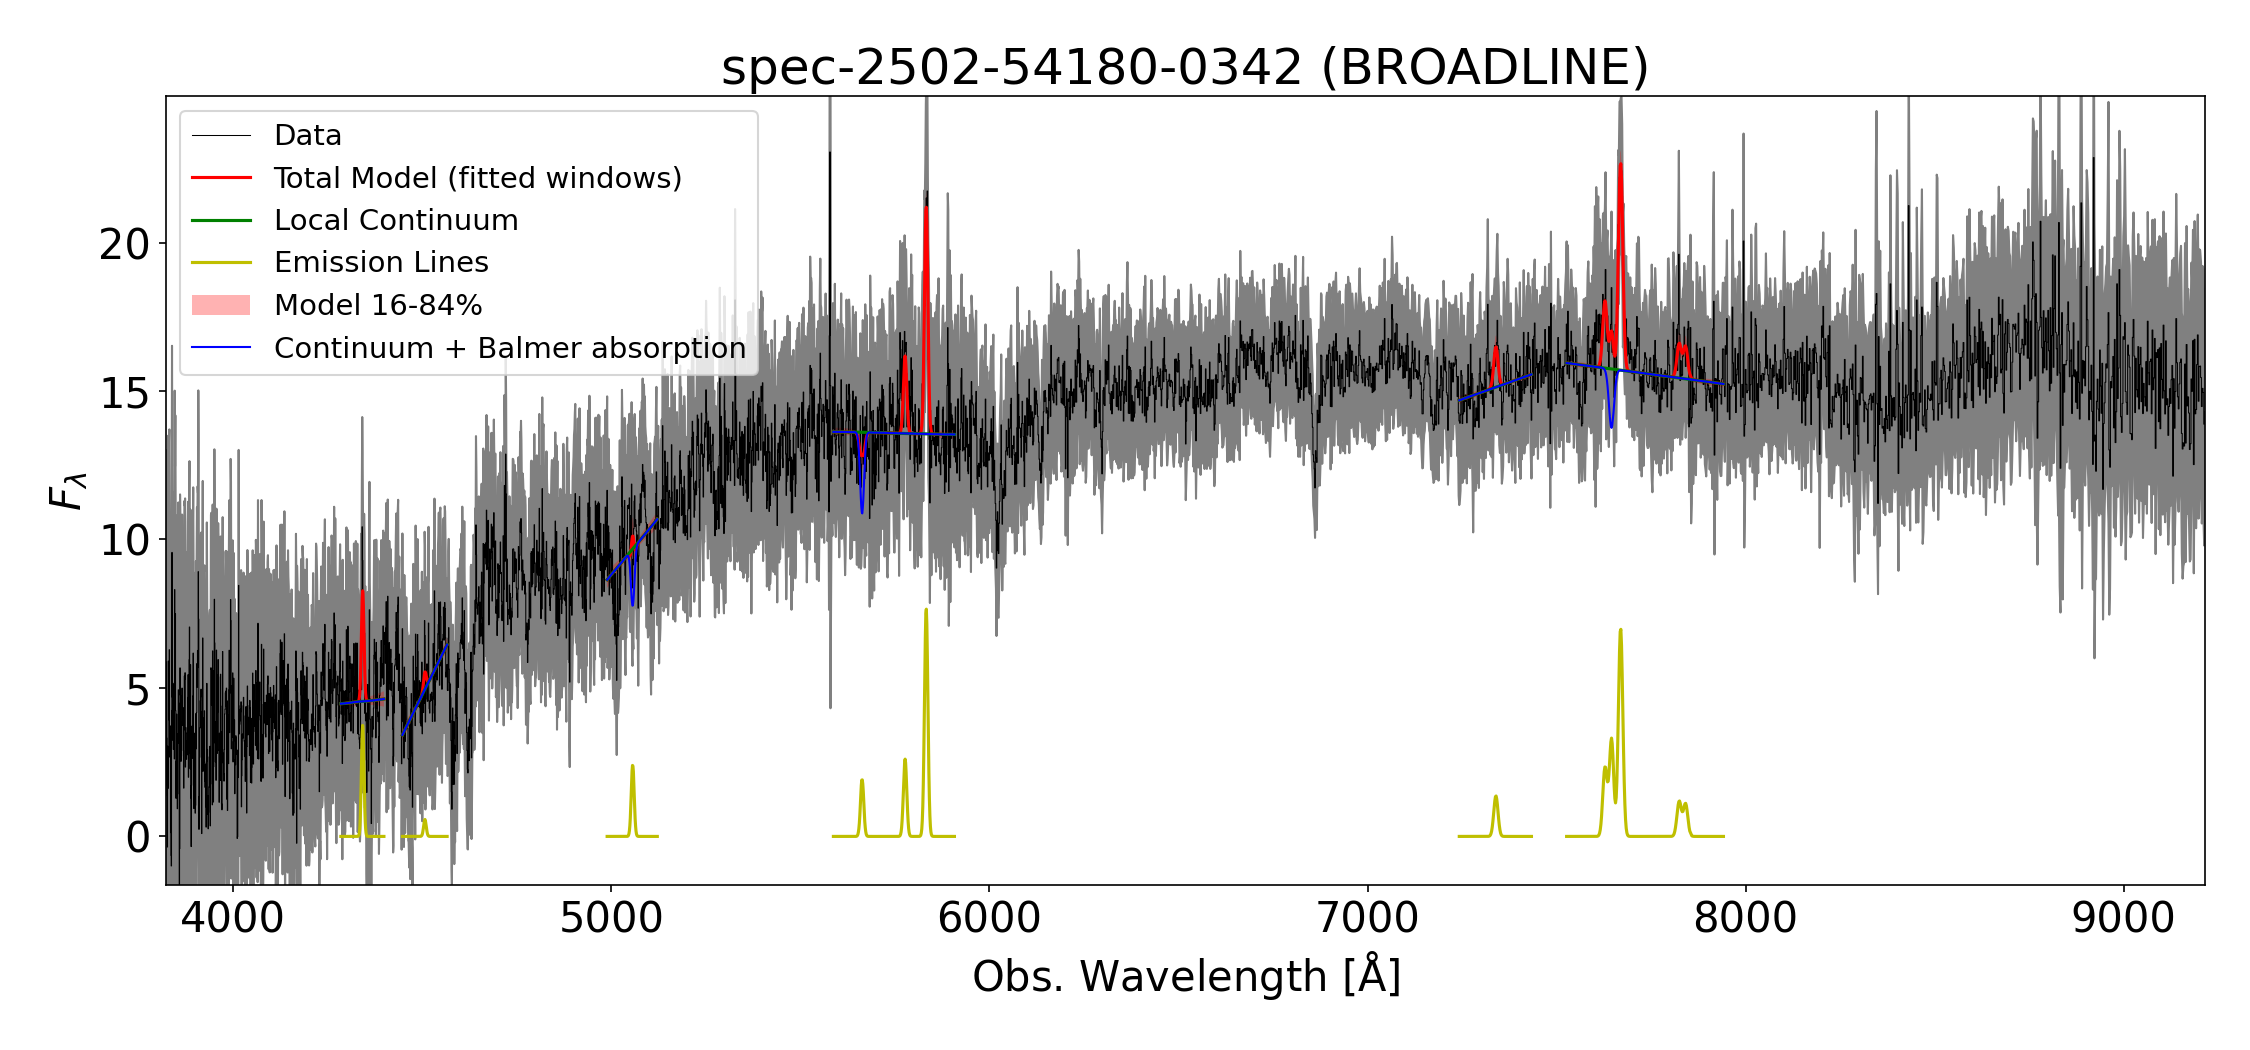 spec-2502-54180-0342 (BROADLINE)
Data
Total Model (fitted windows)
Local Continuum
Emission Lines
Model 16-84%
Continuum + Balmer absorption
20
15
10
5
0
Fλ
4000 5000 6000 7000 8000 9000
Obs. Wavelength [Å]